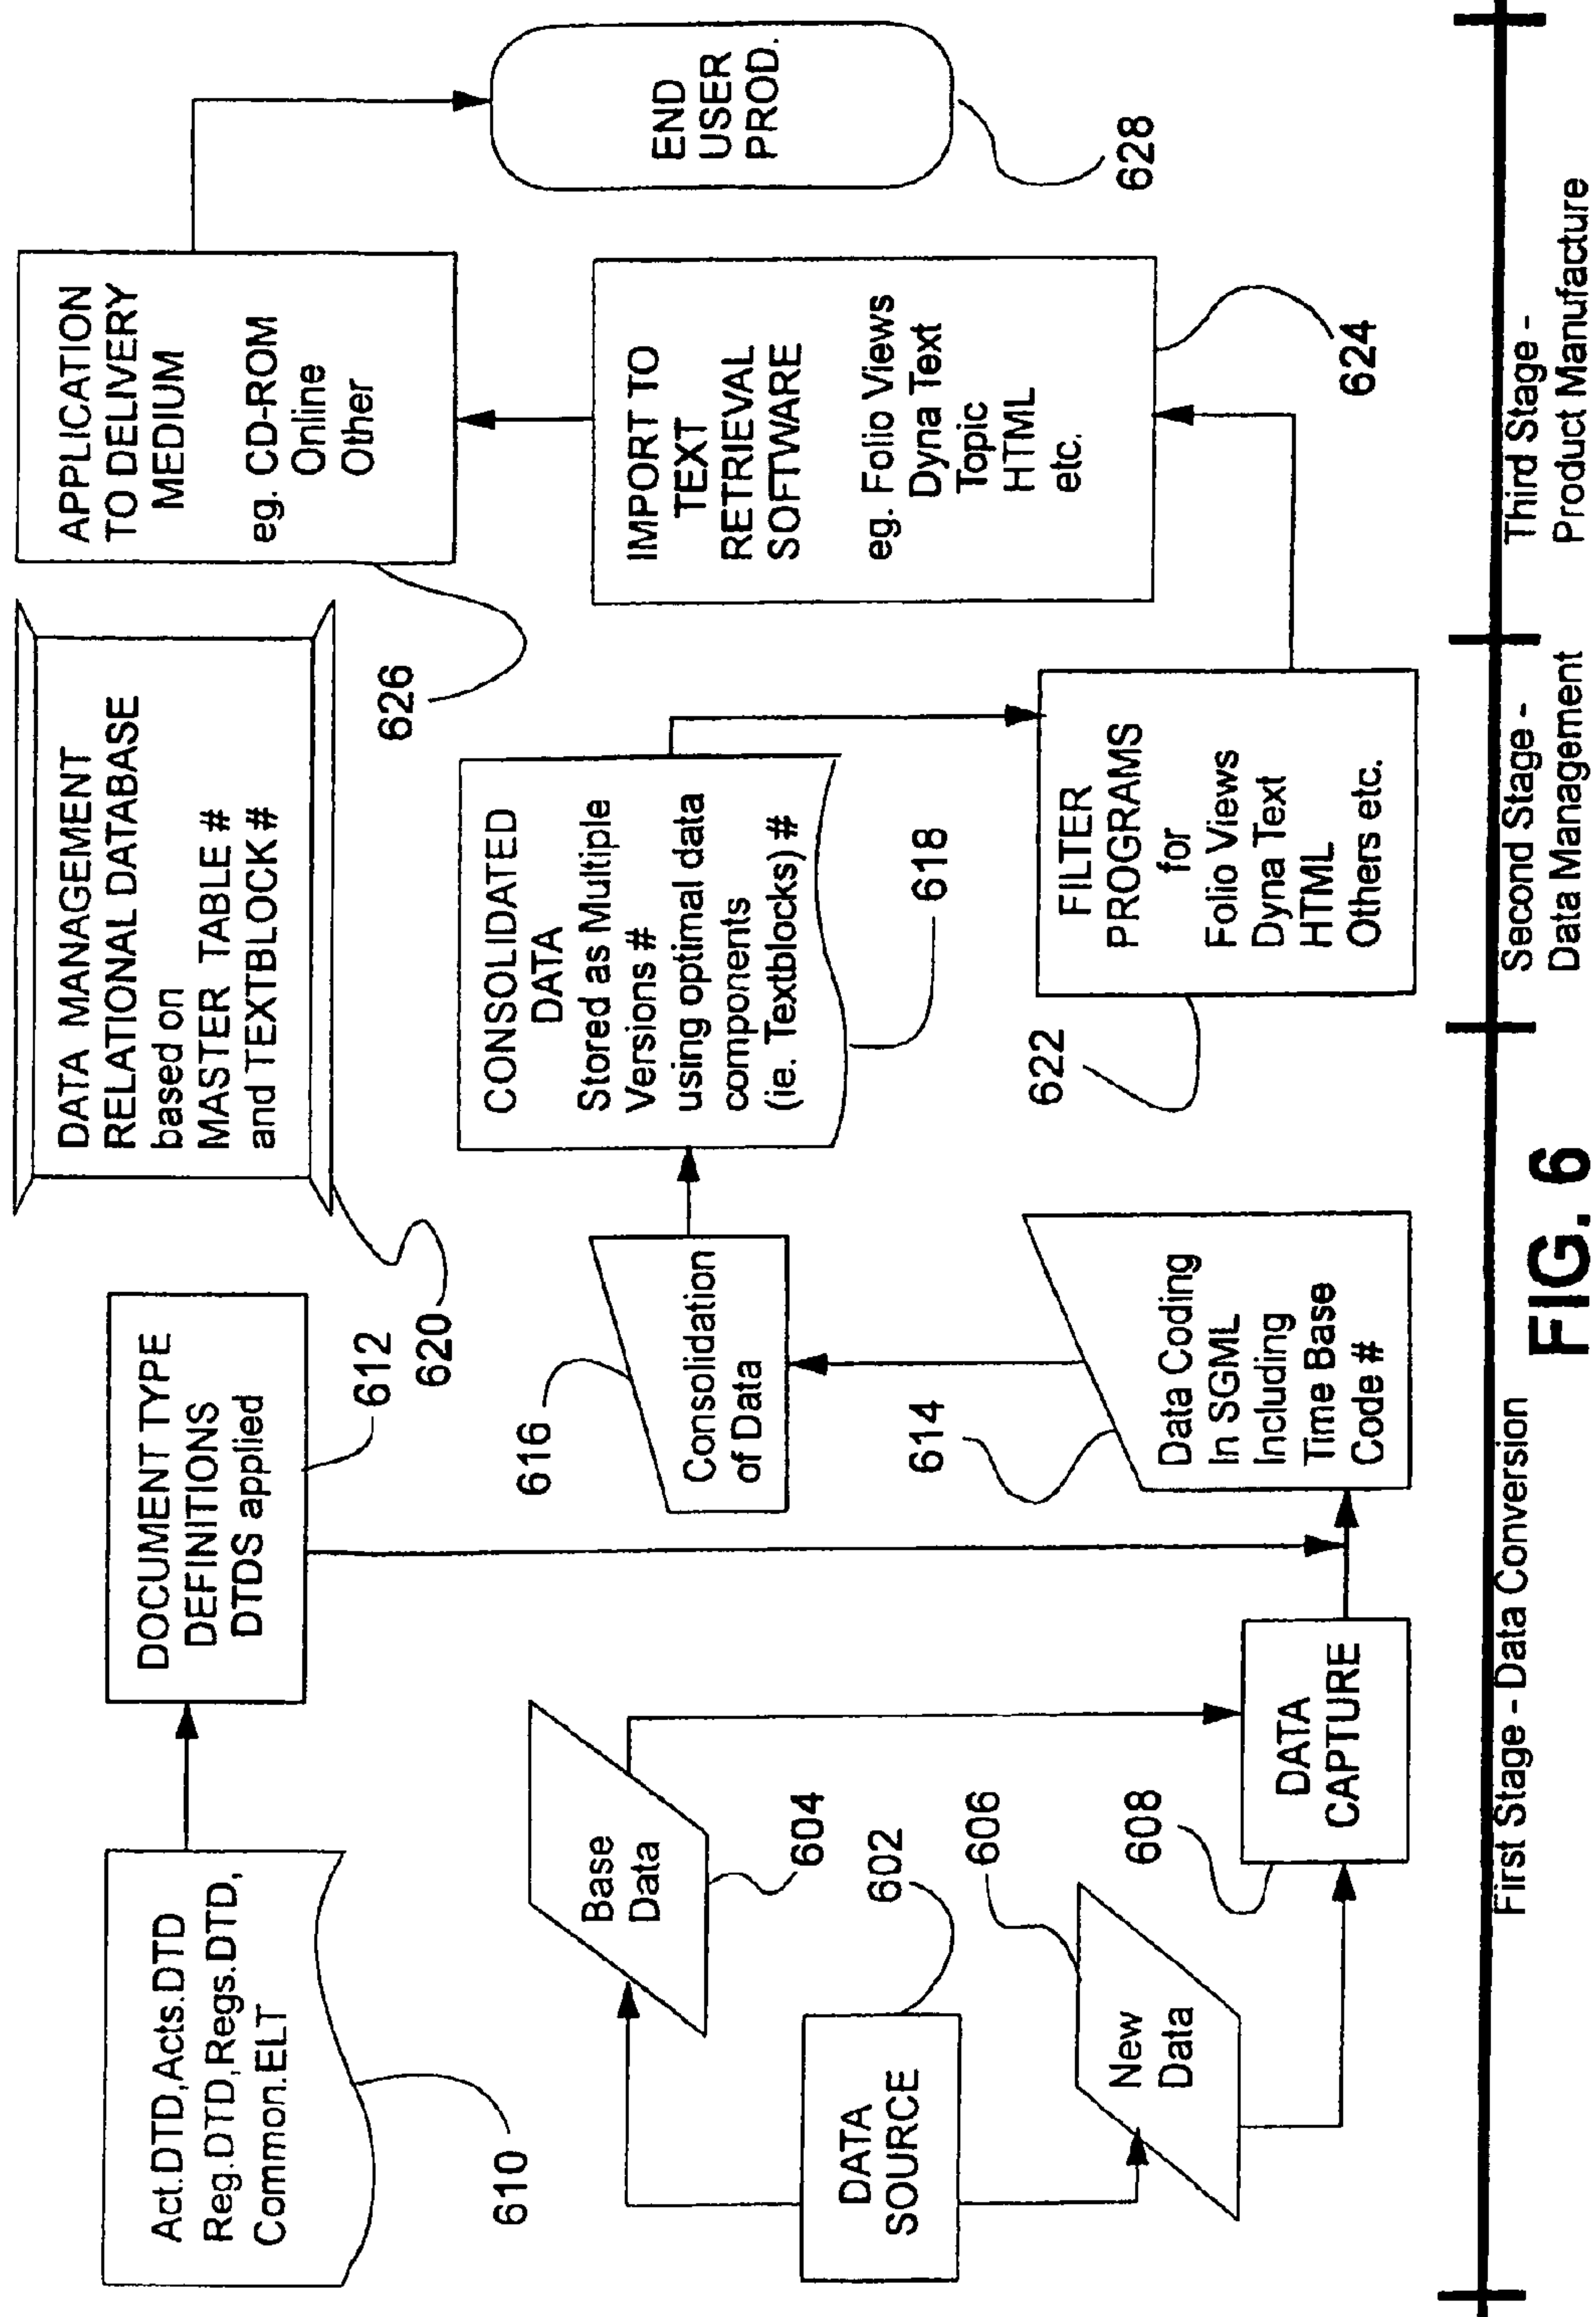 Act.DTD,Acts.DTD
Reg.DTD,Regs.DTD,
Common.ELT
610
DOCUMENT TYPE
DEFINITIONS
DTDS applied
612
DATA MANAGEMENT
RELATIONAL DATABASE
based on
MASTER TABLE #
and TEXTBLOCK #
620
APPLICATION
TO DELIVERY
MEDIUM
eg. CD-ROM
Online
Other
626
END
USER
PROD.
628
Base
Data
604
DATA
SOURCE
602
New
Data
606
DATA
CAPTURE
608
Data Coding
In SGML
Including
Time Base
Code #
614
Consolidation
of Data
616
CONSOLIDATED
DATA
Stored as Multiple
Versions #
using optimal data
components
(ie. Textblocks) #
618
FILTER
PROGRAMS
for
Folio Views
Dyna Text
HTML
Others etc.
622
IMPORT TO
TEXT
RETRIEVAL
SOFTWARE
eg. Folio Views
Dyna Text
Topic
HTML
etc.
624
First Stage - Data Conversion
Second Stage -
Data Management
Third Stage -
Product Manufacture
FIG. 6